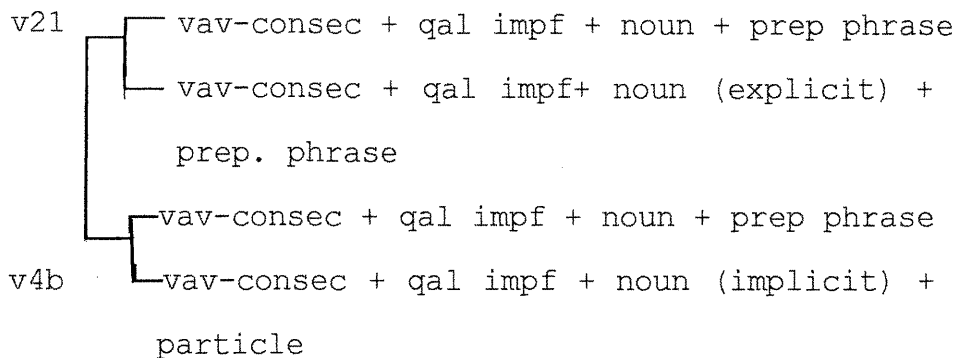 v21 vav-consec + qal impf + noun + prep phrase
vav-consec + qal impf+ noun (explicit) +
prep. phrase
vav-consec + qal impf + noun + prep phrase
v4b vav-consec + qal impf + noun (implicit) +
particle